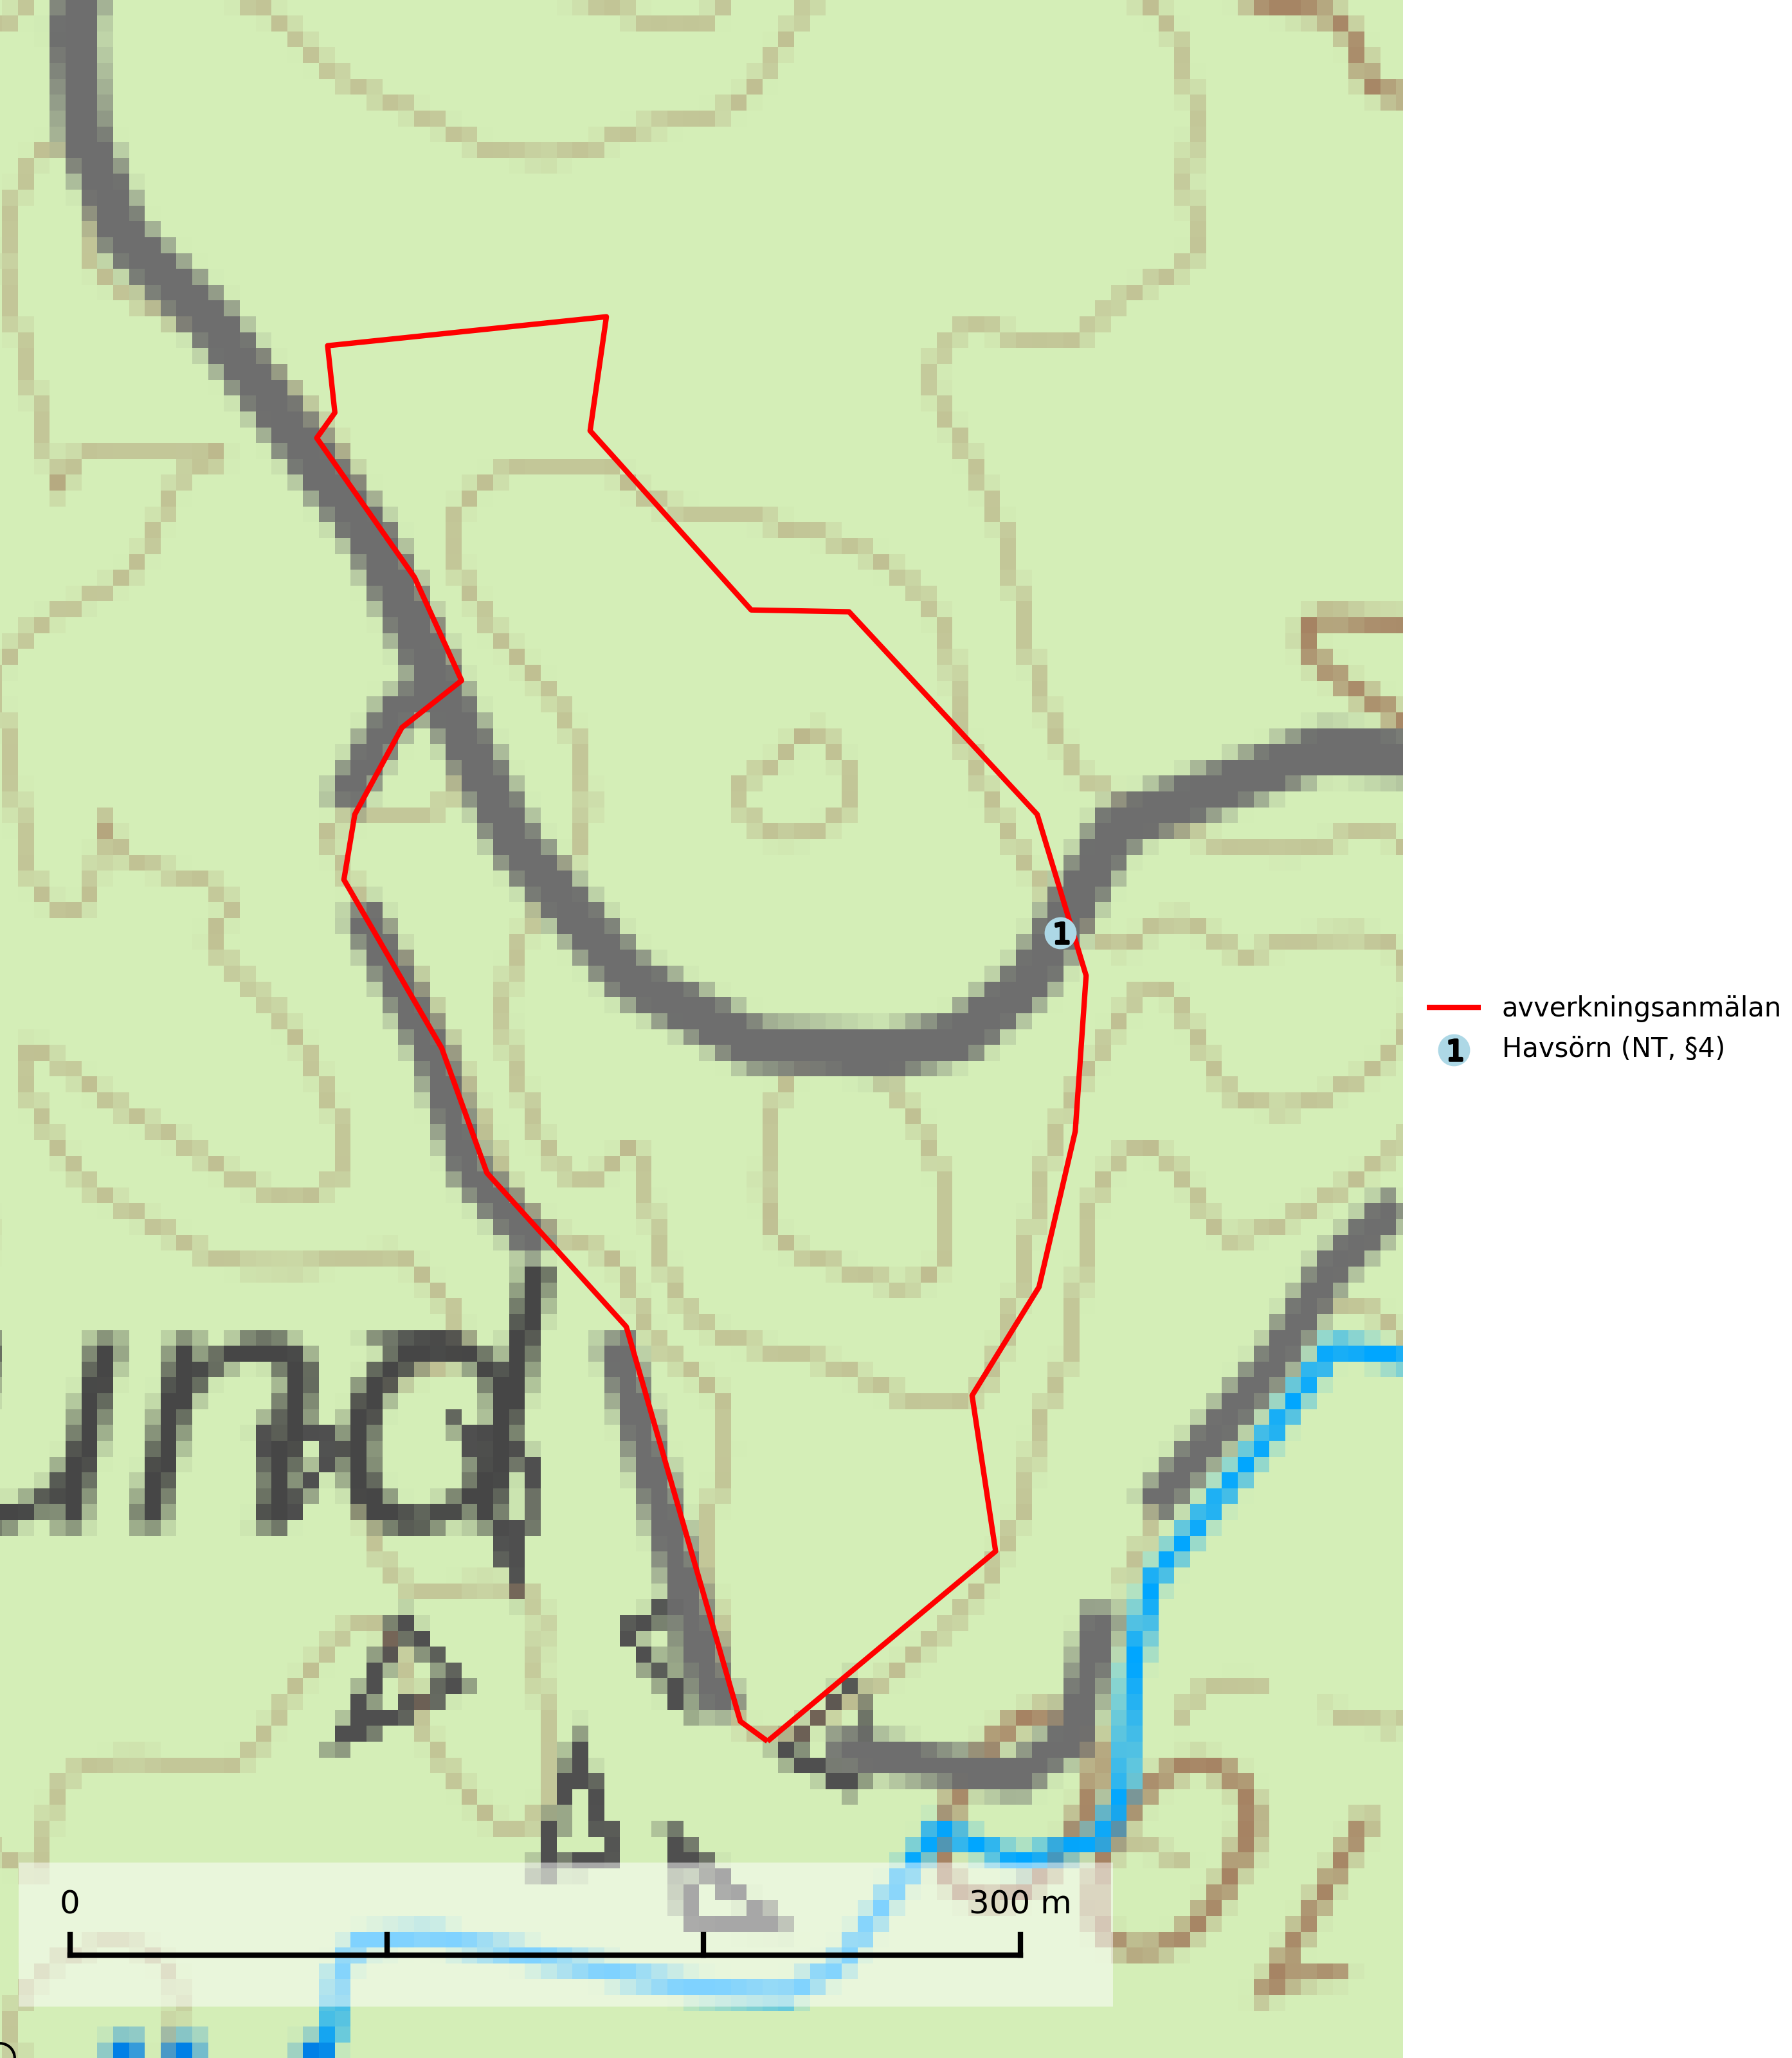 1
avverkningsanmälan
1 Havsörn (NT, §4)
0 300 m